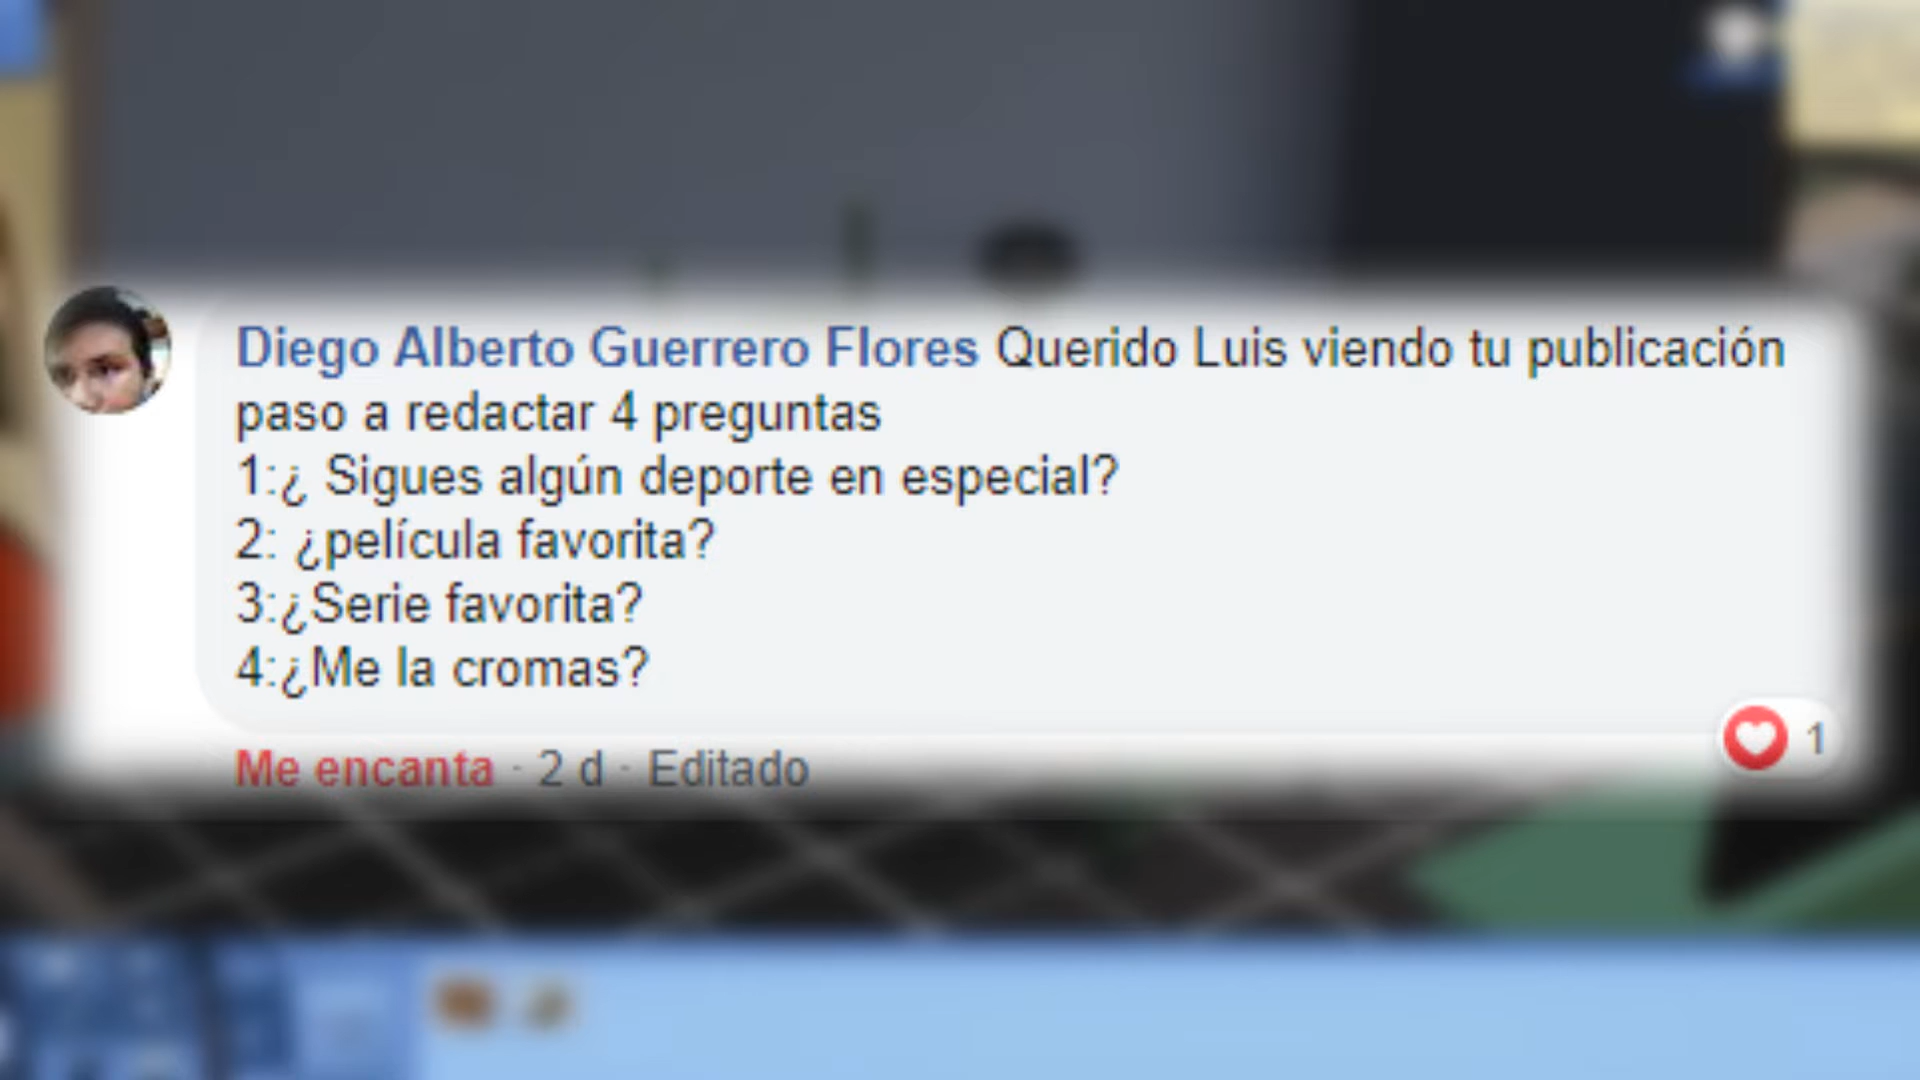 Diego Alberto Guerrero Flores Querido Luis viendo tu publicación
paso a redactar 4 preguntas
1:¿ Sigues algún deporte en especial?
2: ¿película favorita?
3:¿Serie favorita?
4:¿Me la cromas?
1
Me encanta · 2 d · Editado